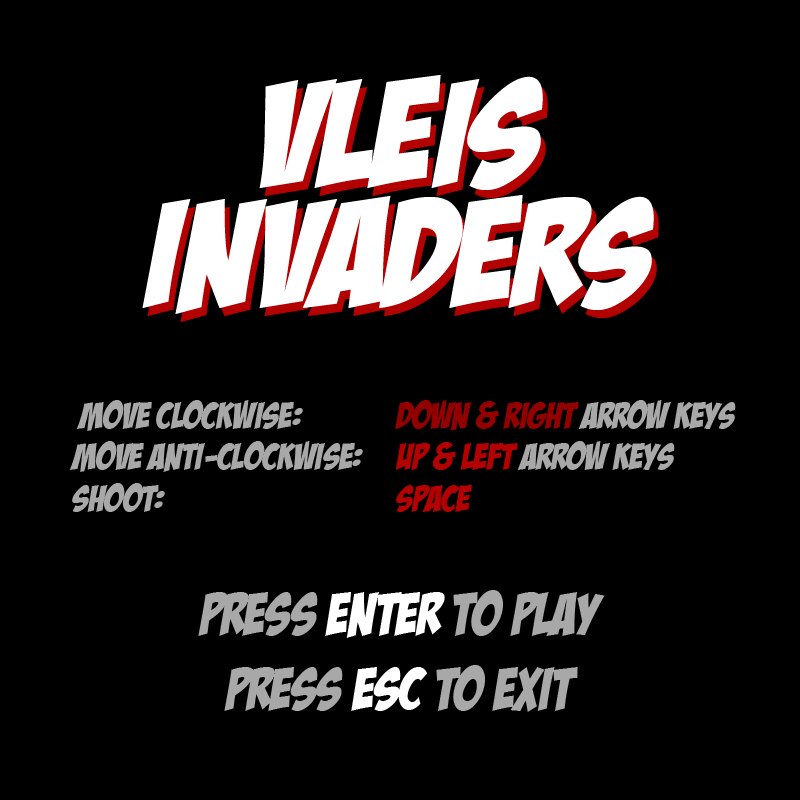 VLEIS
INVADERS
MOVE CLOCKWISE: DOWN & RIGHT ARROW KEYS
MOVE ANTI-CLOCKWISE: UP & LEFT ARROW KEYS
SHOOT: SPACE
PRESS ENTER TO PLAY
PRESS ESC TO EXIT